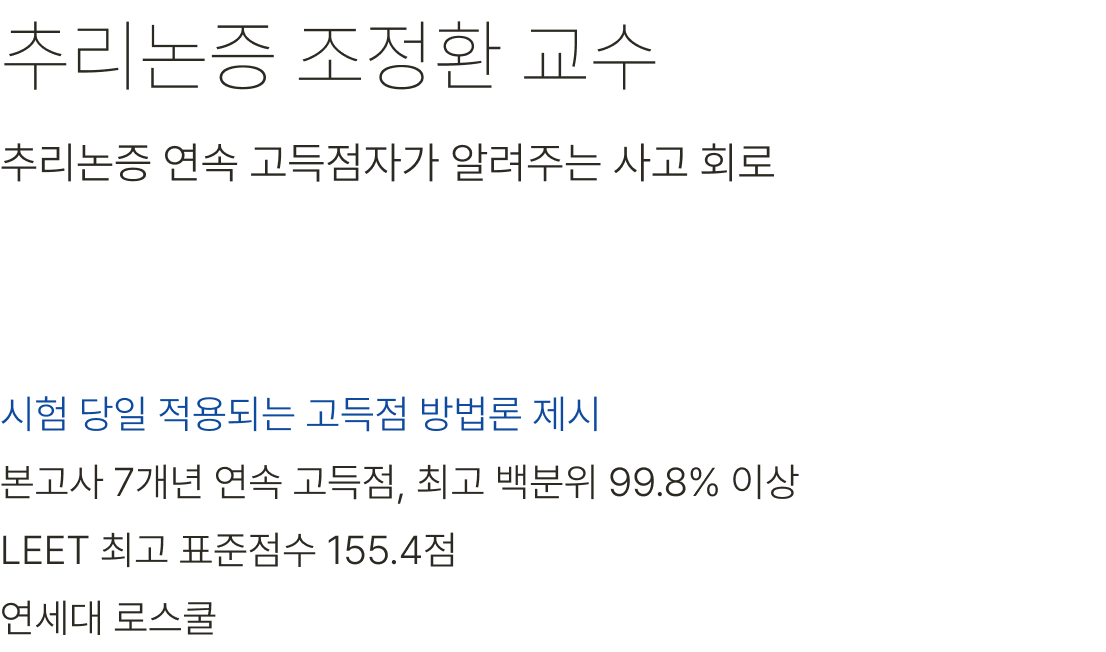 추리논증 조정환 교수
추리논증 연속 고득점자가 알려주는 사고 회로
시험 당일 적용되는 고득점 방법론 제시
본고사 7개년 연속 고득점, 최고 백분위 99.8% 이상
LEET 최고 표준점수 155.4점
연세대 로스쿨